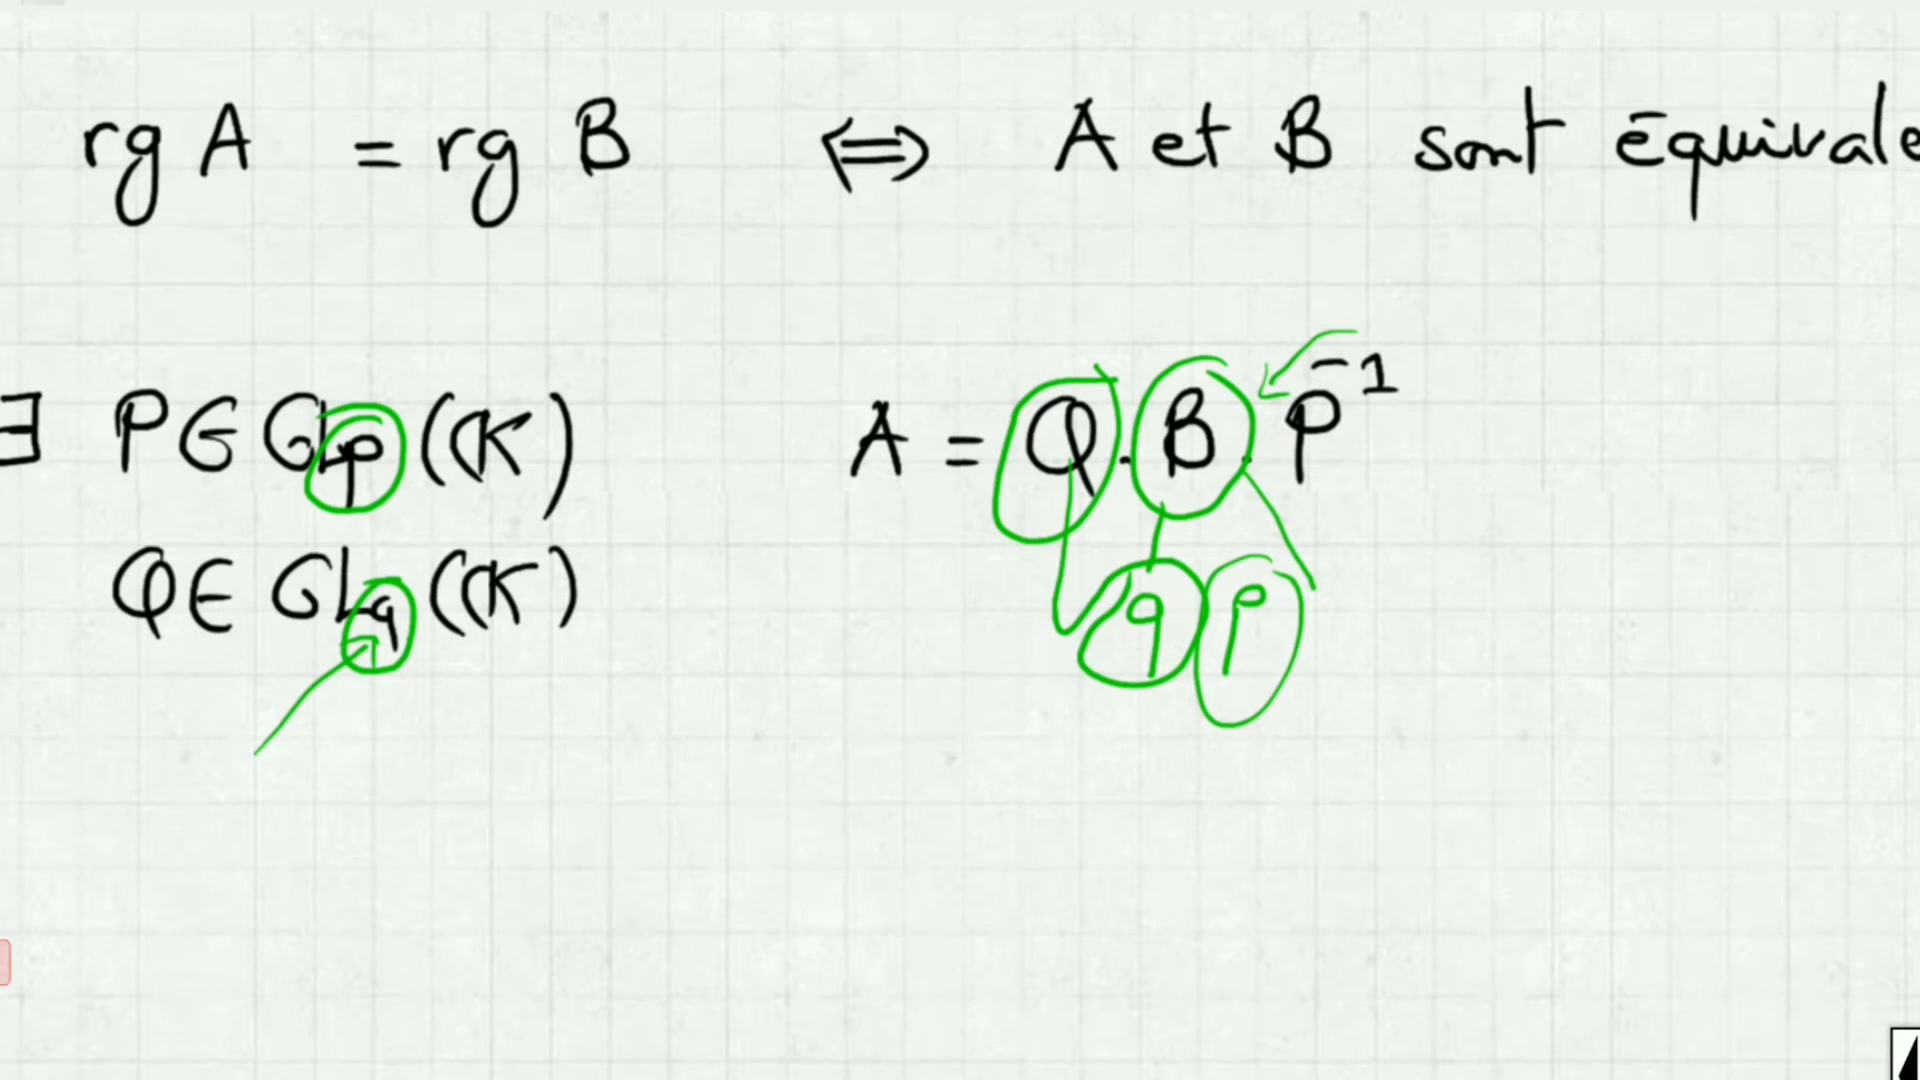 rg A = rg B ⟺ A et B sont équivale
∃ P ∈ GLp (K) A = Q . B . P⁻¹
Q ∈ GLq (K) q p